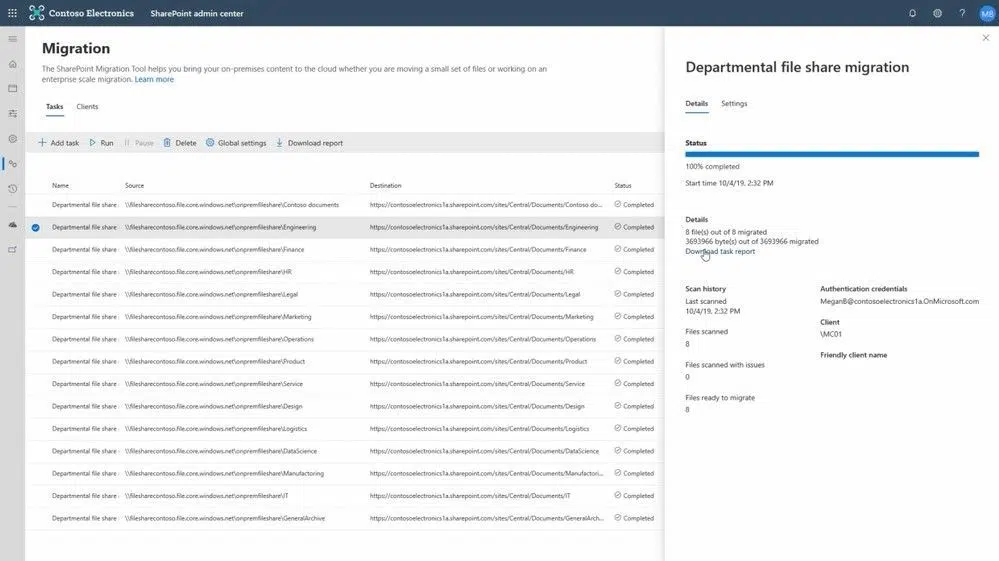 Contoso Electronics SharePoint admin center MB
Migration
The SharePoint Migration Tool helps you bring your on-premises content to the cloud whether you are moving a small set of files or working on an
enterprise scale migration. Learn more
Tasks Clients
Add task Run Pause Delete Global settings Download report
Name Source Destination Status
Departmental file share \\filesharecontoso.file.core.windows.net\onpremfileshare\Contoso documents https://contosoelectronics1a.sharepoint.com/sites/Central/Documents/Contoso do... Completed
Departmental file share \\filesharecontoso.file.core.windows.net\onpremfileshare\Engineering https://contosoelectronics1a.sharepoint.com/sites/Central/Documents/Engineering Completed
Departmental file share \\filesharecontoso.file.core.windows.net\onpremfileshare\Finance https://contosoelectronics1a.sharepoint.com/sites/Central/Documents/Finance Completed
Departmental file share \\filesharecontoso.file.core.windows.net\onpremfileshare\HR https://contosoelectronics1a.sharepoint.com/sites/Central/Documents/HR Completed
Departmental file share \\filesharecontoso.file.core.windows.net\onpremfileshare\Legal https://contosoelectronics1a.sharepoint.com/sites/Central/Documents/Legal Completed
Departmental file share \\filesharecontoso.file.core.windows.net\onpremfileshare\Marketing https://contosoelectronics1a.sharepoint.com/sites/Central/Documents/Marketing Completed
Departmental file share \\filesharecontoso.file.core.windows.net\onpremfileshare\Operations https://contosoelectronics1a.sharepoint.com/sites/Central/Documents/Operations Completed
Departmental file share \\filesharecontoso.file.core.windows.net\onpremfileshare\Product https://contosoelectronics1a.sharepoint.com/sites/Central/Documents/Product Completed
Departmental file share \\filesharecontoso.file.core.windows.net\onpremfileshare\Service https://contosoelectronics1a.sharepoint.com/sites/Central/Documents/Service Completed
Departmental file share \\filesharecontoso.file.core.windows.net\onpremfileshare\Design https://contosoelectronics1a.sharepoint.com/sites/Central/Documents/Design Completed
Departmental file share \\filesharecontoso.file.core.windows.net\onpremfileshare\Logistics https://contosoelectronics1a.sharepoint.com/sites/Central/Documents/Logistics Completed
Departmental file share \\filesharecontoso.file.core.windows.net\onpremfileshare\DataScience https://contosoelectronics1a.sharepoint.com/sites/Central/Documents/DataScience Completed
Departmental file share \\filesharecontoso.file.core.windows.net\onpremfileshare\Manufactoring https://contosoelectronics1a.sharepoint.com/sites/Central/Documents/Manufactori... Completed
Departmental file share \\filesharecontoso.file.core.windows.net\onpremfileshare\IT https://contosoelectronics1a.sharepoint.com/sites/Central/Documents/IT Completed
Departmental file share \\filesharecontoso.file.core.windows.net\onpremfileshare\GeneralArchive https://contosoelectronics1a.sharepoint.com/sites/Central/Documents/GeneralArch... Completed
Departmental file share migration
Details Settings
Status
100% completed
Start time 10/4/19, 2:32 PM
Details
8 file(s) out of 8 migrated
3693966 byte(s) out of 3693966 migrated
Download task report
Scan history
Last scanned
10/4/19, 2:32 PM
Files scanned
8
Files scanned with issues
0
Files ready to migrate
8
Authentication credentials
MeganB@contosoelectronics1a.OnMicrosoft.com
Client
\MC01
Friendly client name